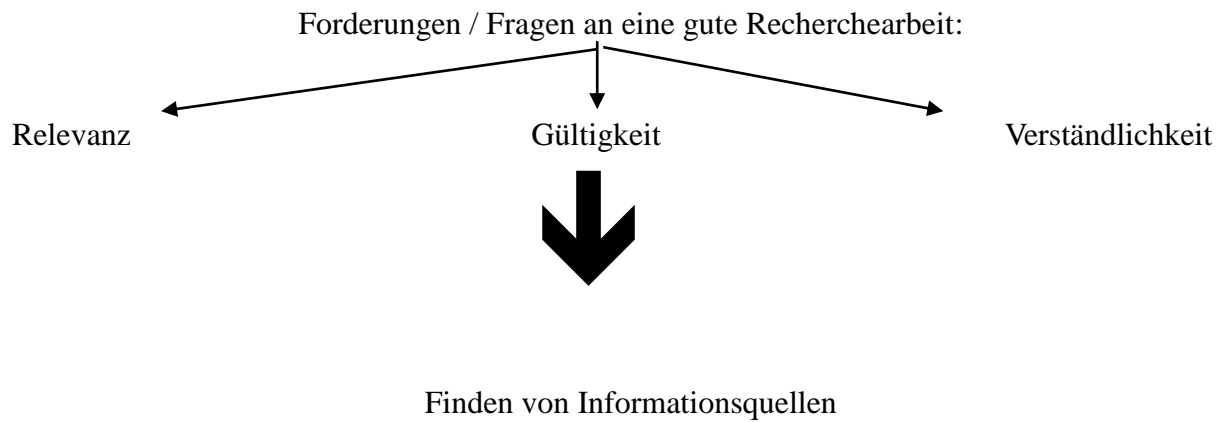 Forderungen / Fragen an eine gute Recherchearbeit:
Relevanz Gültigkeit Verständlichkeit
Finden von Informationsquellen